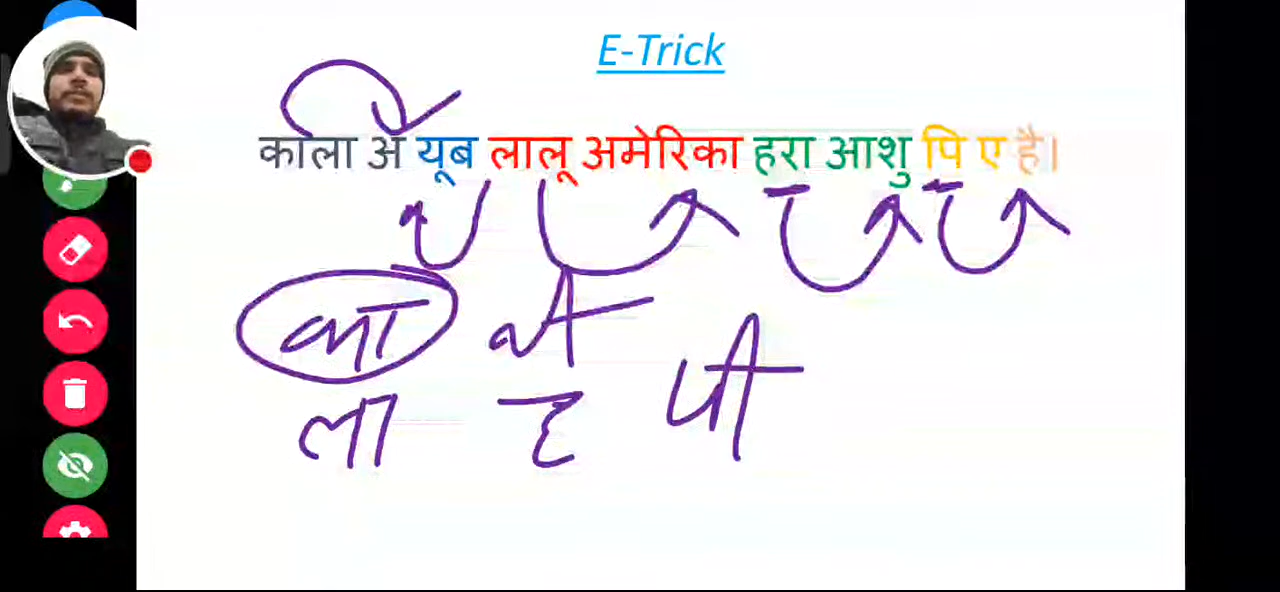 E-Trick
काला अ यूब लालू अमेरिका हरा आशु पि ए है।
का नी
ला ह पी